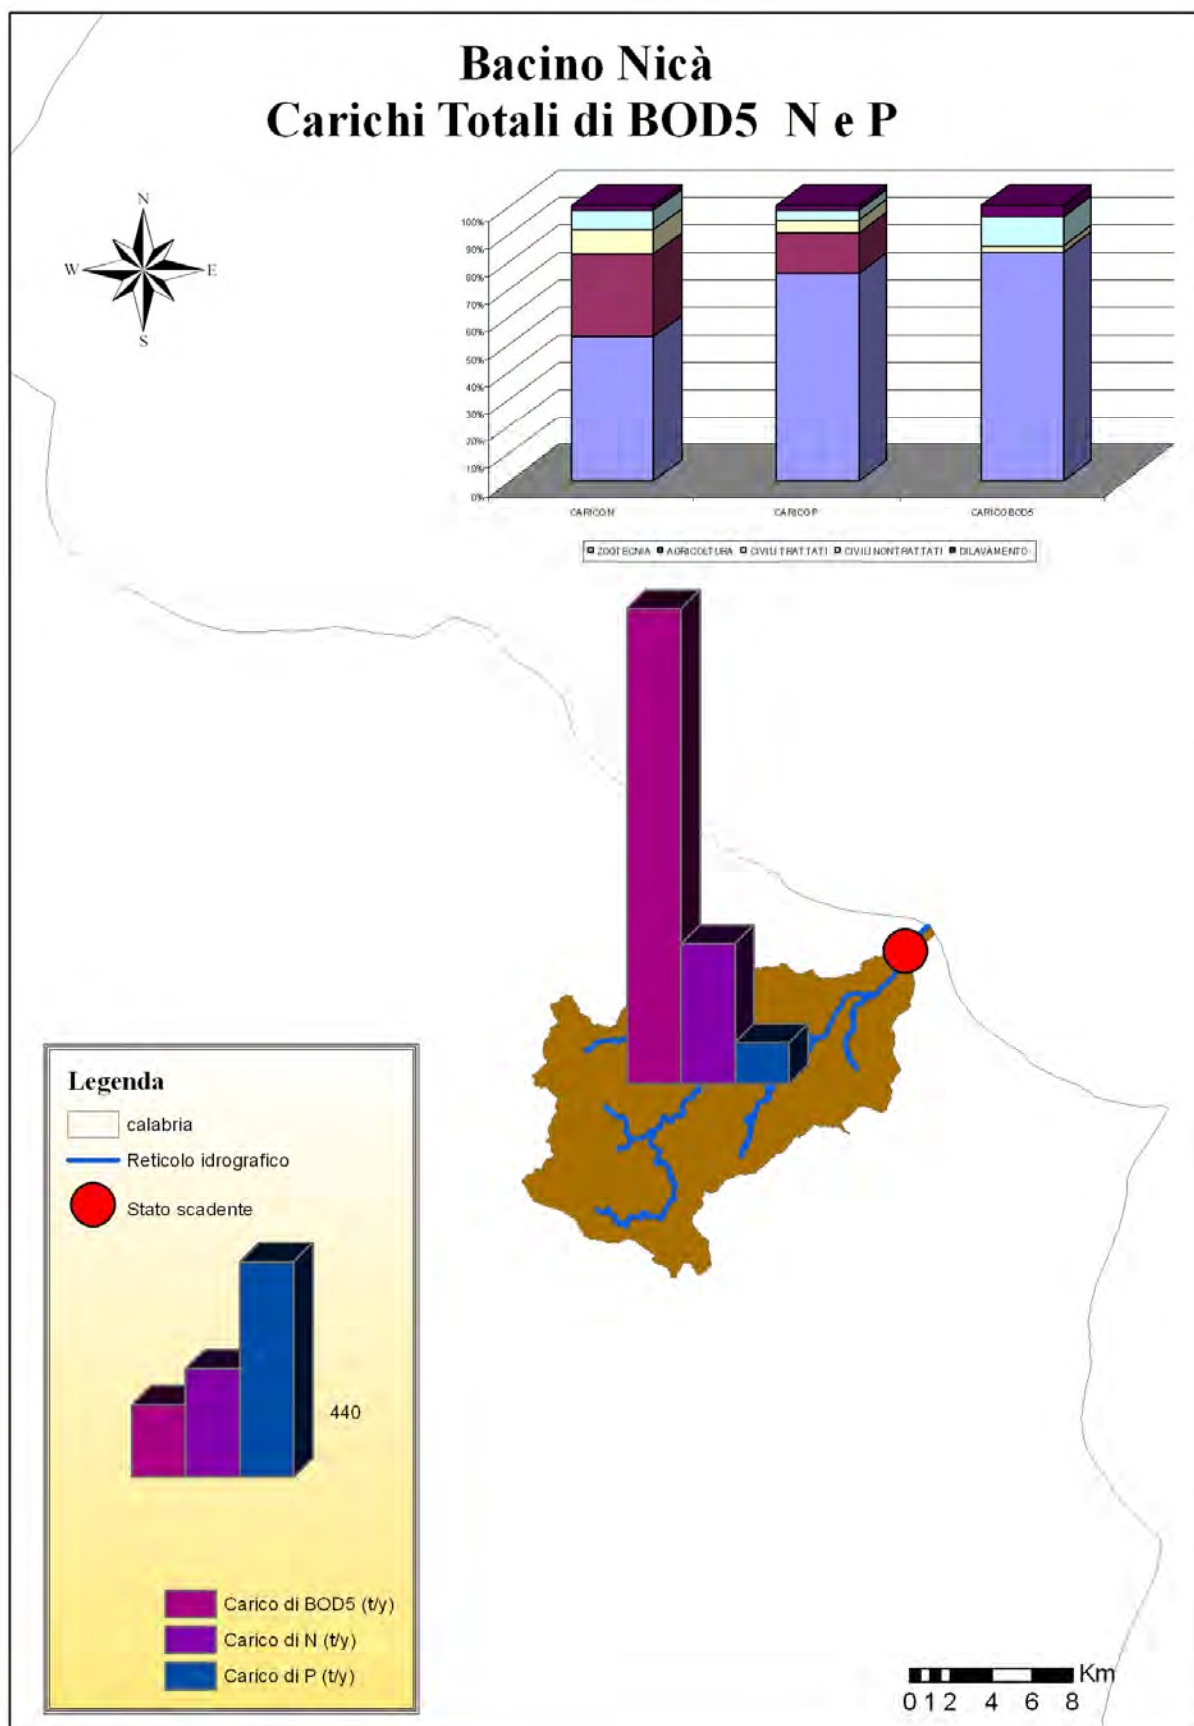 Bacino Nicà
Carichi Totali di BOD5 N e P
N
W E
S
100%
90%
80%
70%
60%
50%
40%
30%
20%
10%
0%
CARICO N CARICO P CARICO BOD5
ZOOTECNIA AGRICOLTURA CIVILI TRATTATI CIVILI NON TRATTATI DILAVAMENTO
Legenda
calabria
Reticolo idrografico
Stato scadente
440
Carico di BOD5 (t/y)
Carico di N (t/y)
Carico di P (t/y)
Km
0 1 2 4 6 8